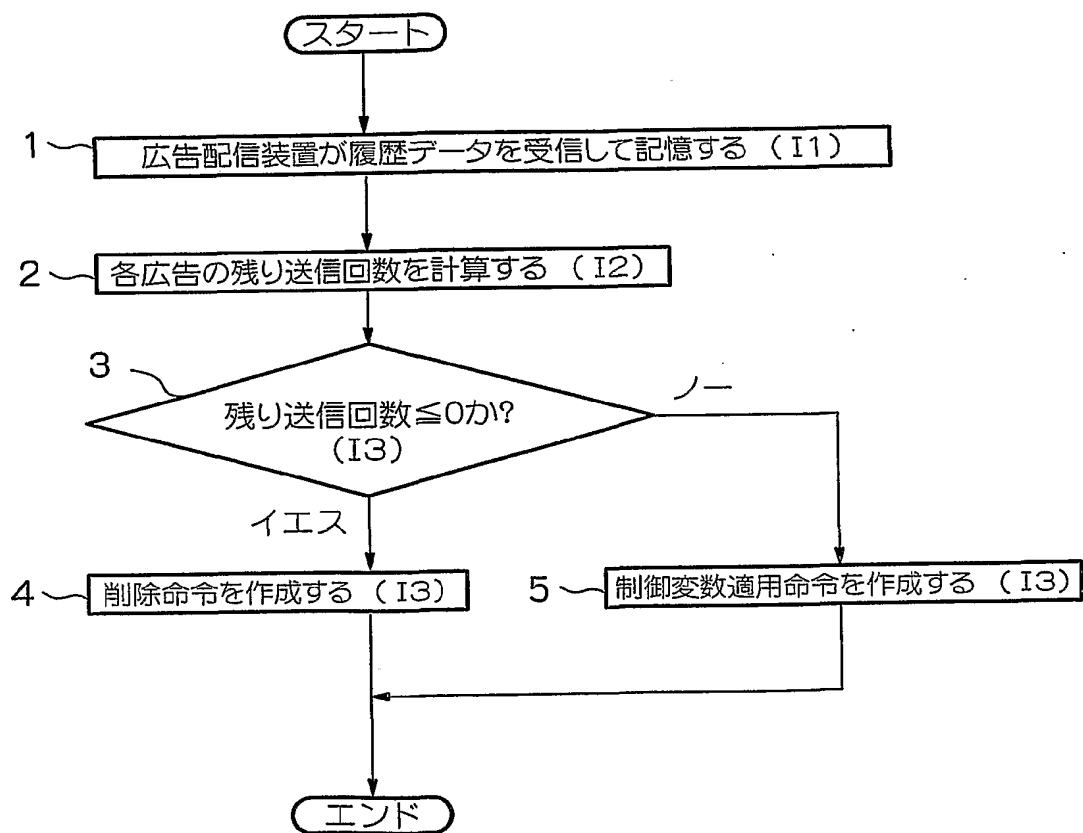 スタート
1 広告配信装置が履歴データを受信して記憶する (I1)
2 各広告の残り送信回数を計算する (I2)
3
残り送信回数≦0か?
(I3)
ノー
イエス
4 削除命令を作成する (I3)
5 制御変数適用命令を作成する (I3)
エンド